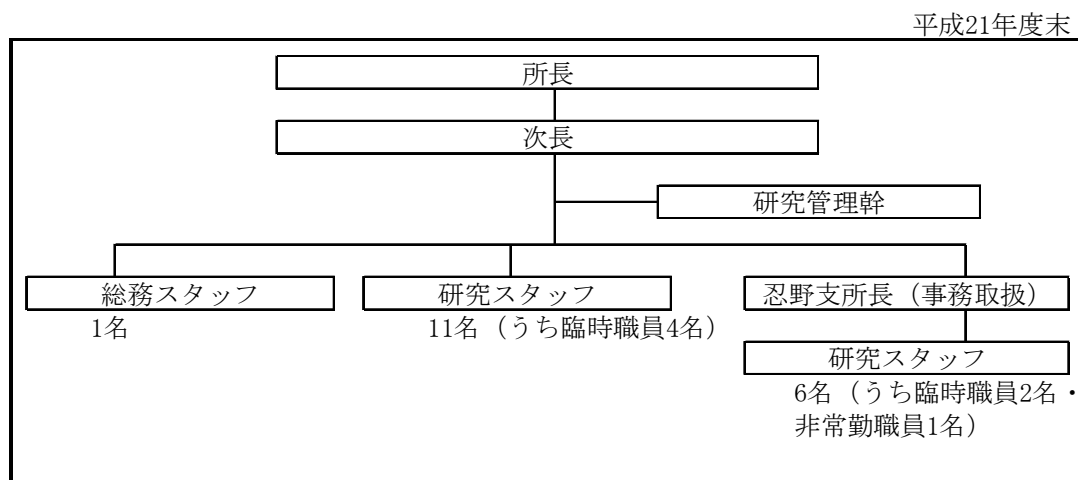 平成21年度末
所長
次長
研究管理幹
総務スタッフ
1名
研究スタッフ
11名（うち臨時職員4名）
忍野支所長（事務取扱）
研究スタッフ
6名（うち臨時職員2名・
非常勤職員1名）